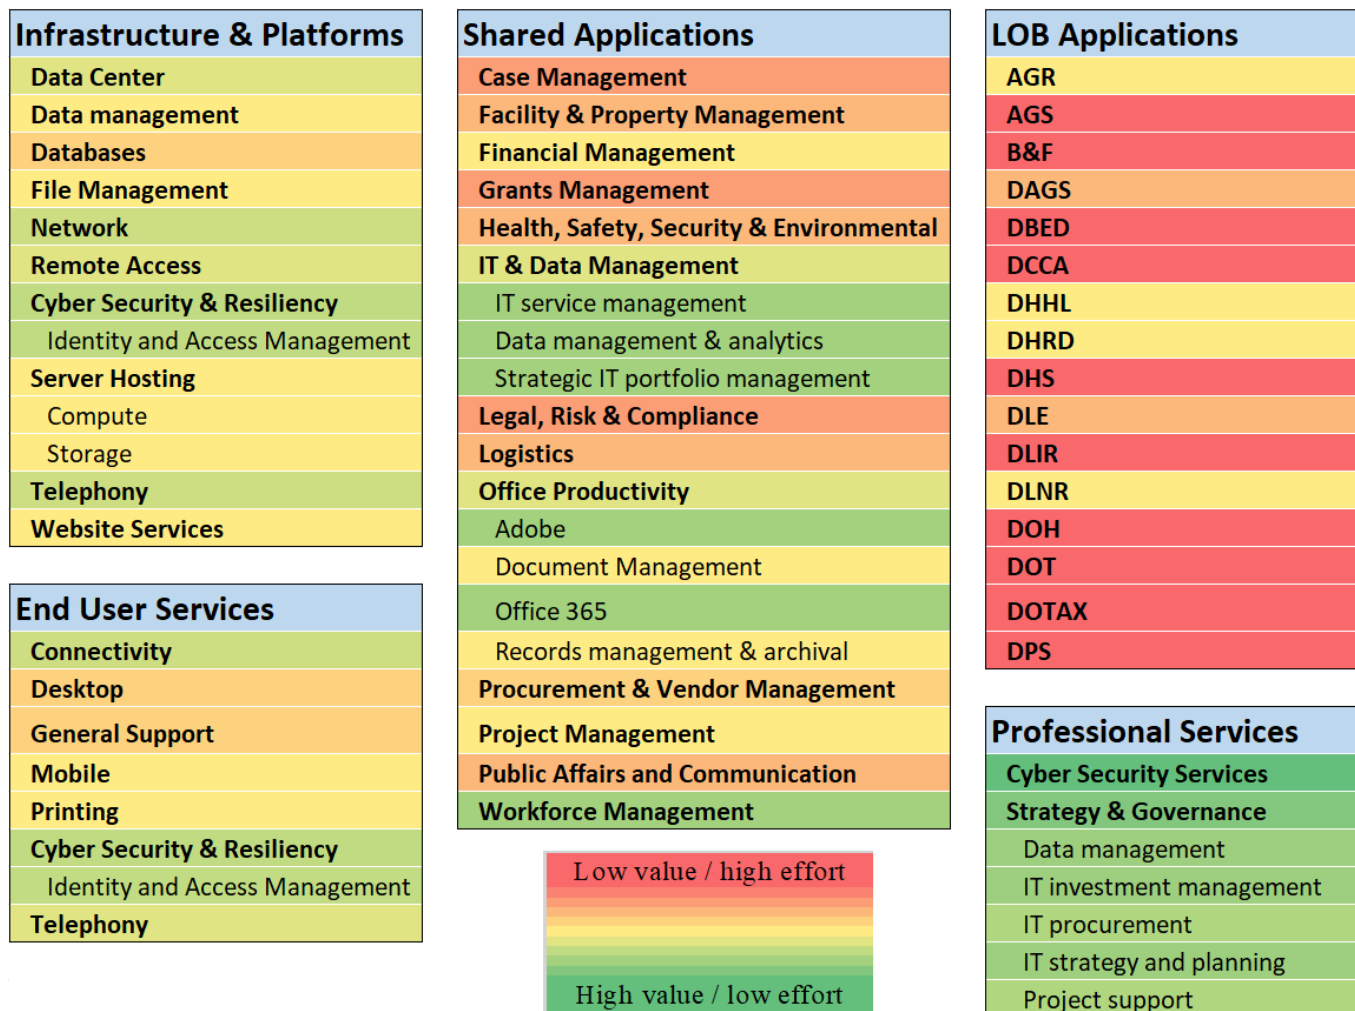 Infrastructure & Platforms
Data Center
Data management
Databases
File Management
Network
Remote Access
Cyber Security & Resiliency
Identity and Access Management
Server Hosting
Compute
Storage
Telephony
Website Services
End User Services
Connectivity
Desktop
General Support
Mobile
Printing
Cyber Security & Resiliency
Identity and Access Management
Telephony
Shared Applications
Case Management
Facility & Property Management
Financial Management
Grants Management
Health, Safety, Security & Environmental
IT & Data Management
IT service management
Data management & analytics
Strategic IT portfolio management
Legal, Risk & Compliance
Logistics
Office Productivity
Adobe
Document Management
Office 365
Records management & archival
Procurement & Vendor Management
Project Management
Public Affairs and Communication
Workforce Management
Low value / high effort
High value / low effort
LOB Applications
AGR
AGS
B&F
DAGS
DBED
DCCA
DHHL
DHRD
DHS
DLE
DLIR
DLNR
DOH
DOT
DOTAX
DPS
Professional Services
Cyber Security Services
Strategy & Governance
Data management
IT investment management
IT procurement
IT strategy and planning
Project support